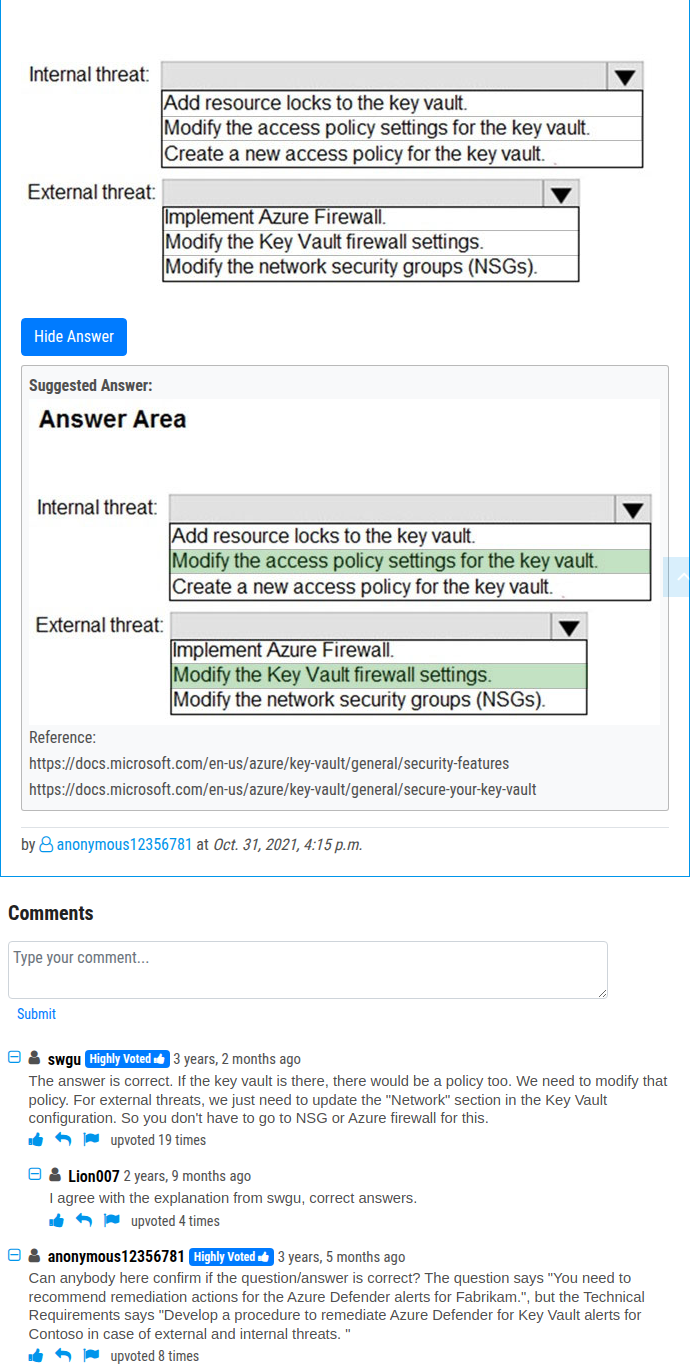 Internal threat:
Add resource locks to the key vault.
Modify the access policy settings for the key vault.
Create a new access policy for the key vault.
External threat:
Implement Azure Firewall.
Modify the Key Vault firewall settings.
Modify the network security groups (NSGs).
Hide Answer
Suggested Answer:
Answer Area
Internal threat:
Add resource locks to the key vault.
Modify the access policy settings for the key vault.
Create a new access policy for the key vault.
External threat:
Implement Azure Firewall.
Modify the Key Vault firewall settings.
Modify the network security groups (NSGs).
Reference:
https://docs.microsoft.com/en-us/azure/key-vault/general/security-features
https://docs.microsoft.com/en-us/azure/key-vault/general/secure-your-key-vault
by anonymous12356781 at Oct. 31, 2021, 4:15 p.m.
Comments
Type your comment...
Submit
swgu Highly Voted 3 years, 2 months ago
The answer is correct. If the key vault is there, there would be a policy too. We need to modify that
policy. For external threats, we just need to update the "Network" section in the Key Vault
configuration. So you don't have to go to NSG or Azure firewall for this.
upvoted 19 times
Lion007 2 years, 9 months ago
I agree with the explanation from swgu, correct answers.
upvoted 4 times
anonymous12356781 Highly Voted 3 years, 5 months ago
Can anybody here confirm if the question/answer is correct? The question says "You need to
recommend remediation actions for the Azure Defender alerts for Fabrikam.", but the Technical
Requirements says "Develop a procedure to remediate Azure Defender for Key Vault alerts for
Contoso in case of external and internal threats. "
upvoted 8 times